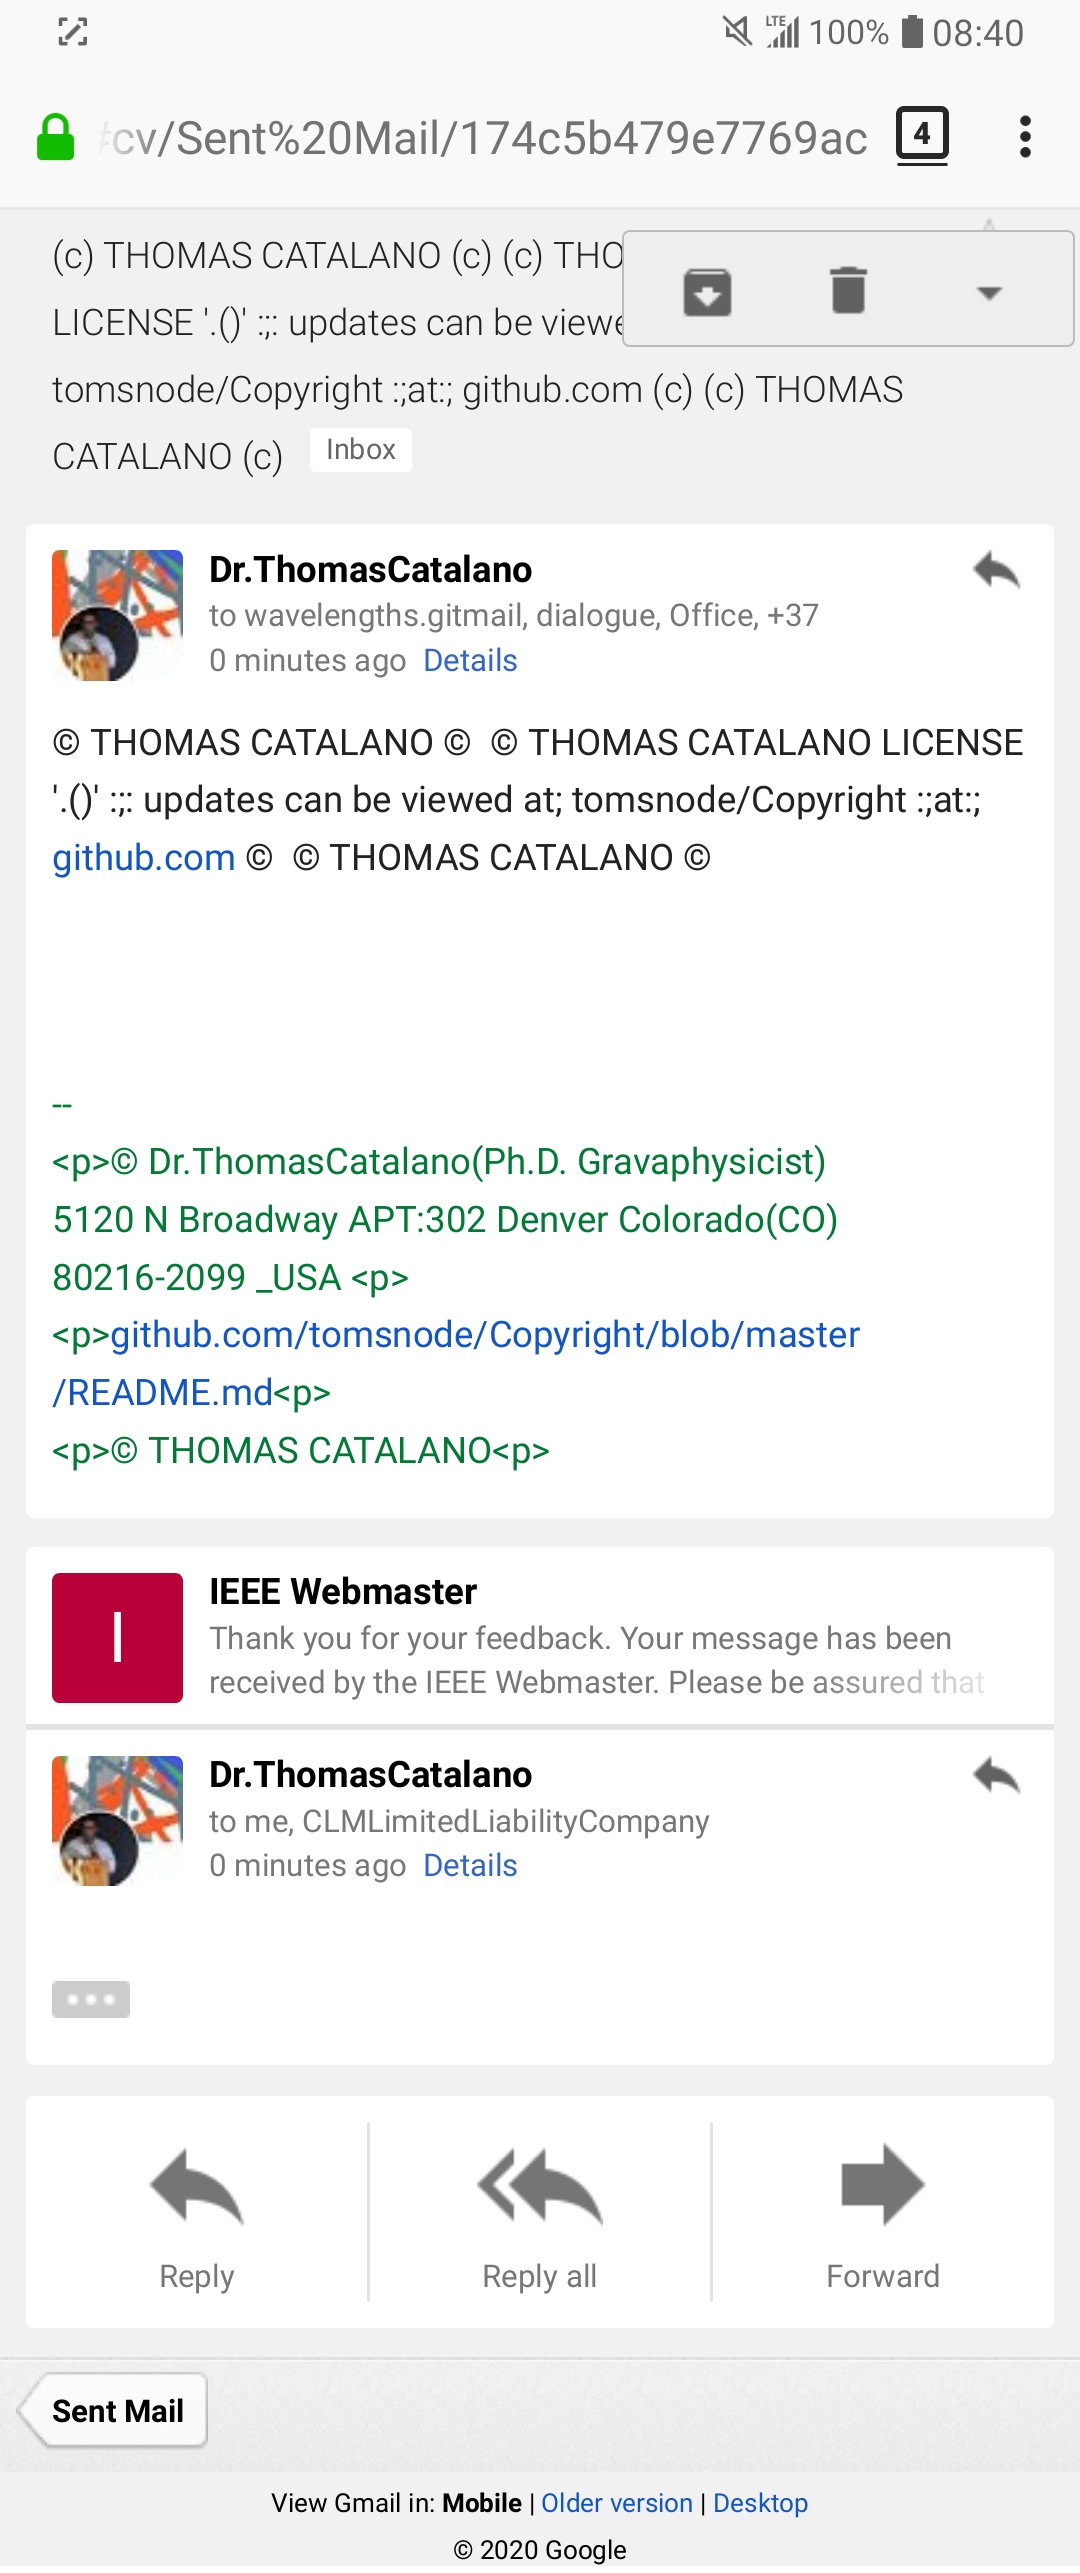 LTE 100% 08:40
#cv/Sent%20Mail/174c5b479e7769ac 4
(c) THOMAS CATALANO (c) (c) THO
LICENSE '.()' :;: updates can be viewe
tomsnode/Copyright :;at:; github.com (c) (c) THOMAS
CATALANO (c) Inbox
Dr.ThomasCatalano
to wavelengths.gitmail, dialogue, Office, +37
0 minutes ago Details
© THOMAS CATALANO © © THOMAS CATALANO LICENSE
'.()' :;: updates can be viewed at; tomsnode/Copyright :;at:;
github.com © © THOMAS CATALANO ©
--
<p>© Dr.ThomasCatalano(Ph.D. Gravaphysicist)
5120 N Broadway APT:302 Denver Colorado(CO)
80216-2099 _USA <p>
<p>github.com/tomsnode/Copyright/blob/master
/README.md<p>
<p>© THOMAS CATALANO<p>
I
IEEE Webmaster
Thank you for your feedback. Your message has been
received by the IEEE Webmaster. Please be assured that
Dr.ThomasCatalano
to me, CLMLimitedLiabilityCompany
0 minutes ago Details
Reply Reply all Forward
Sent Mail
View Gmail in: Mobile | Older version | Desktop
© 2020 Google